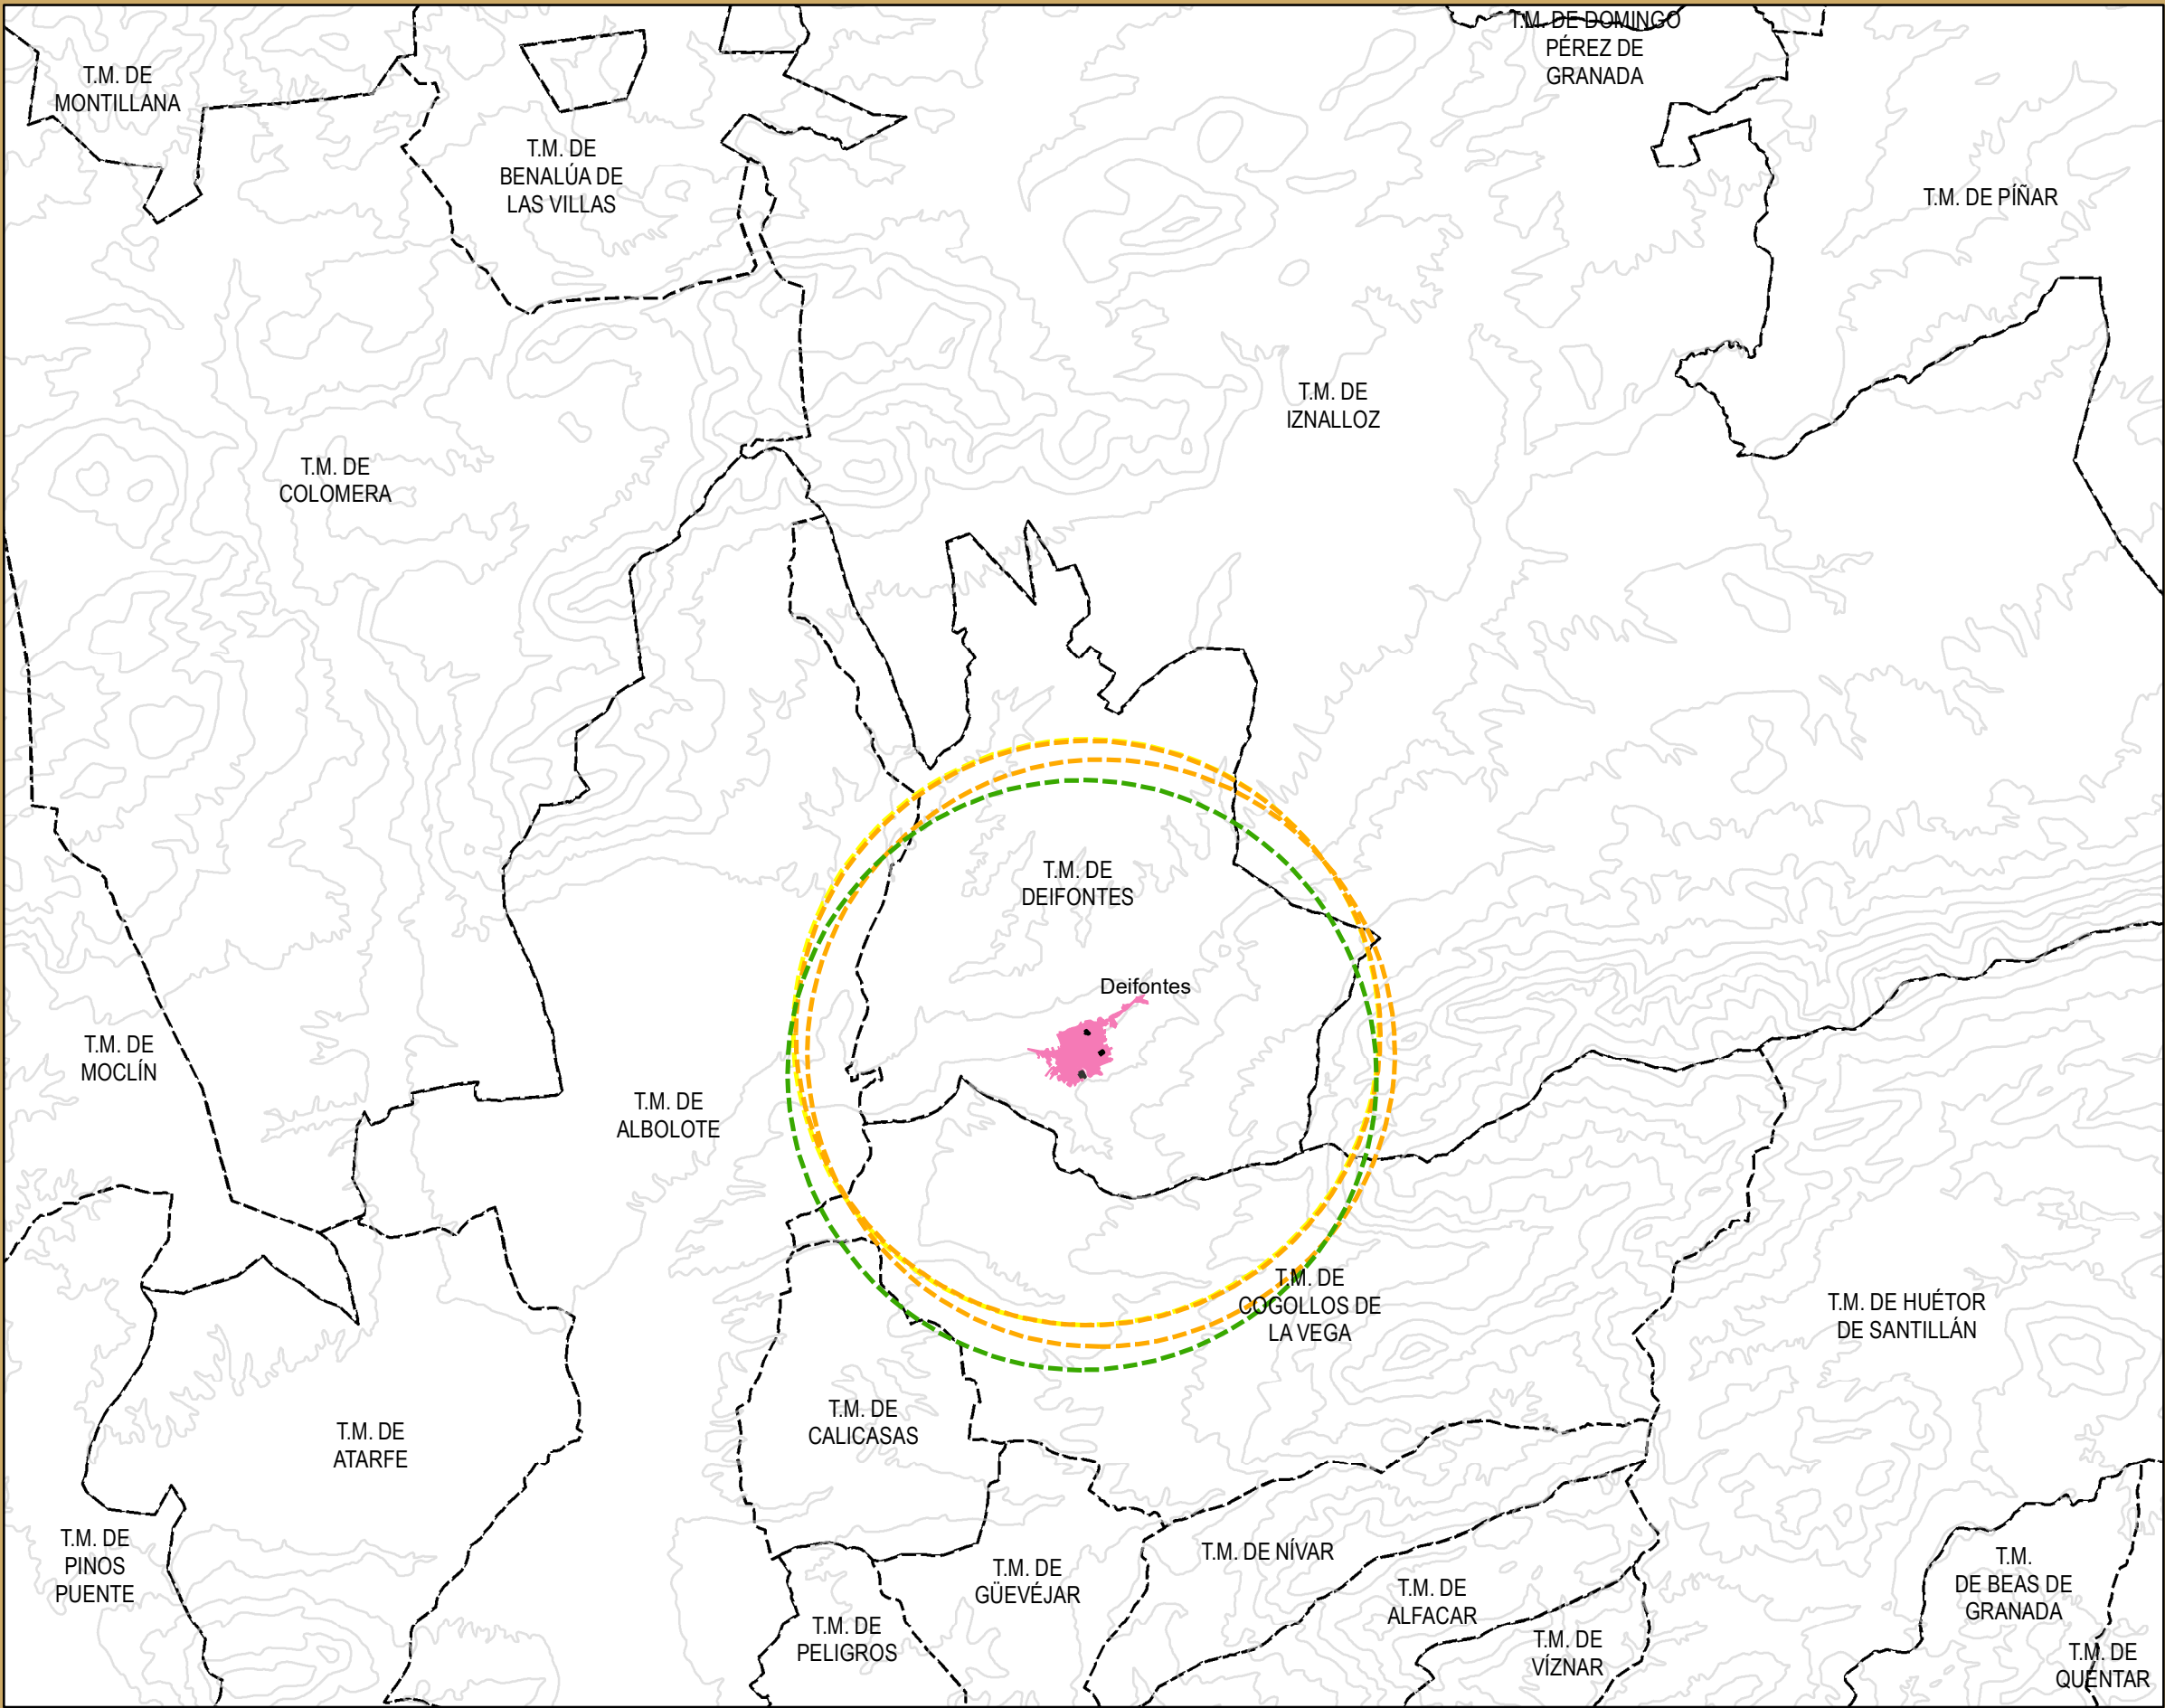 T.M. DE DOMINGO
PÉREZ DE
GRANADA
T.M. DE
MONTILLANA
T.M. DE
BENALÚA DE
LAS VILLAS
T.M. DE PÍÑAR
T.M. DE
IZNALLOZ
T.M. DE
COLOMERA
T.M. DE
DEIFONTES
Deifontes
T.M. DE
MOCLÍN
T.M. DE
ALBOLOTE
T.M. DE
COGOLLOS DE
LA VEGA
T.M. DE HUÉTOR
DE SANTILLÁN
T.M. DE
CALICASAS
T.M. DE
ATARFE
T.M. DE
PINOS
PUENTE
T.M. DE NÍVAR
T.M. DE
GÜEVÉJAR
T.M. DE
ALFACAR
T.M.
DE BEAS DE
GRANADA
T.M. DE
PELIGROS
T.M. DE
VÍZNAR
T.M. DE
QUÉNTAR